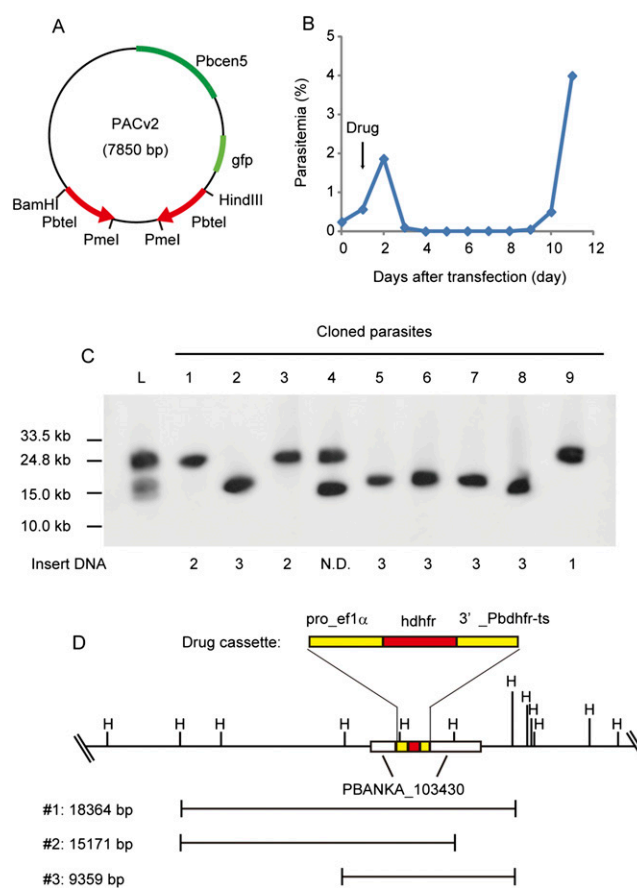 A
Pbcen5
PACv2
(7850 bp)
gfp
BamHI
HindIII
PbteI
PbteI
PmeI
PmeI
B
Parasitemia (%)
5
4
3
2
1
0
Drug
0 2 4 6 8 10 12
Days after transfection (day)
C
Cloned parasites
L 1 2 3 4 5 6 7 8 9
33.5 kb
24.8 kb
15.0 kb
10.0 kb
Insert DNA 2 3 2 N.D. 3 3 3 3 1
D
pro_ef1α hdhfr 3’_Pbdhfr-ts
Drug cassette:
H H H H H H H H H H H H
PBANKA_103430
#1: 18364 bp
#2: 15171 bp
#3: 9359 bp